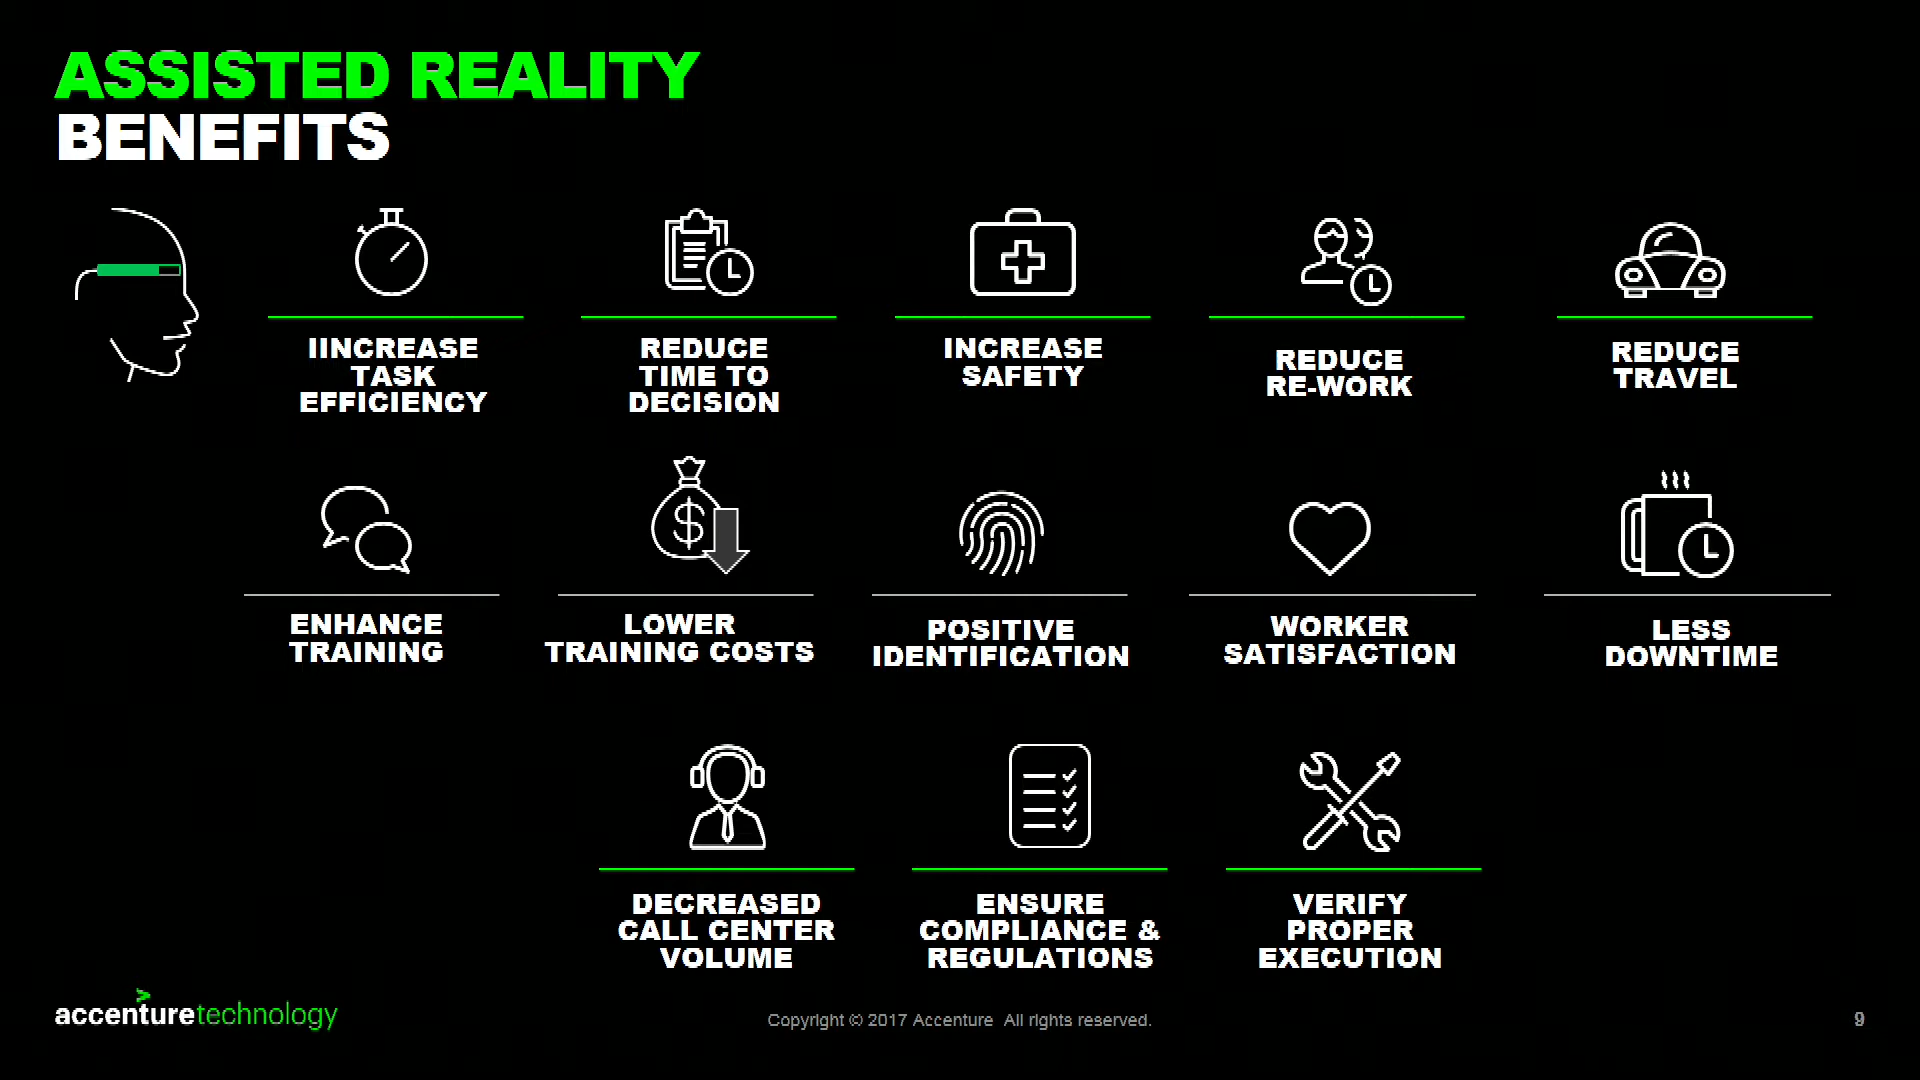 ASSISTED REALITY
BENEFITS
IINCREASE
TASK
EFFICIENCY
REDUCE
TIME TO
DECISION
INCREASE
SAFETY
REDUCE
RE-WORK
REDUCE
TRAVEL
$
ENHANCE
TRAINING
LOWER
TRAINING COSTS
POSITIVE
IDENTIFICATION
WORKER
SATISFACTION
LESS
DOWNTIME
DECREASED
CALL CENTER
VOLUME
ENSURE
COMPLIANCE &
REGULATIONS
VERIFY
PROPER
EXECUTION
accenturetechnology
Copyright © 2017 Accenture All rights reserved.
9